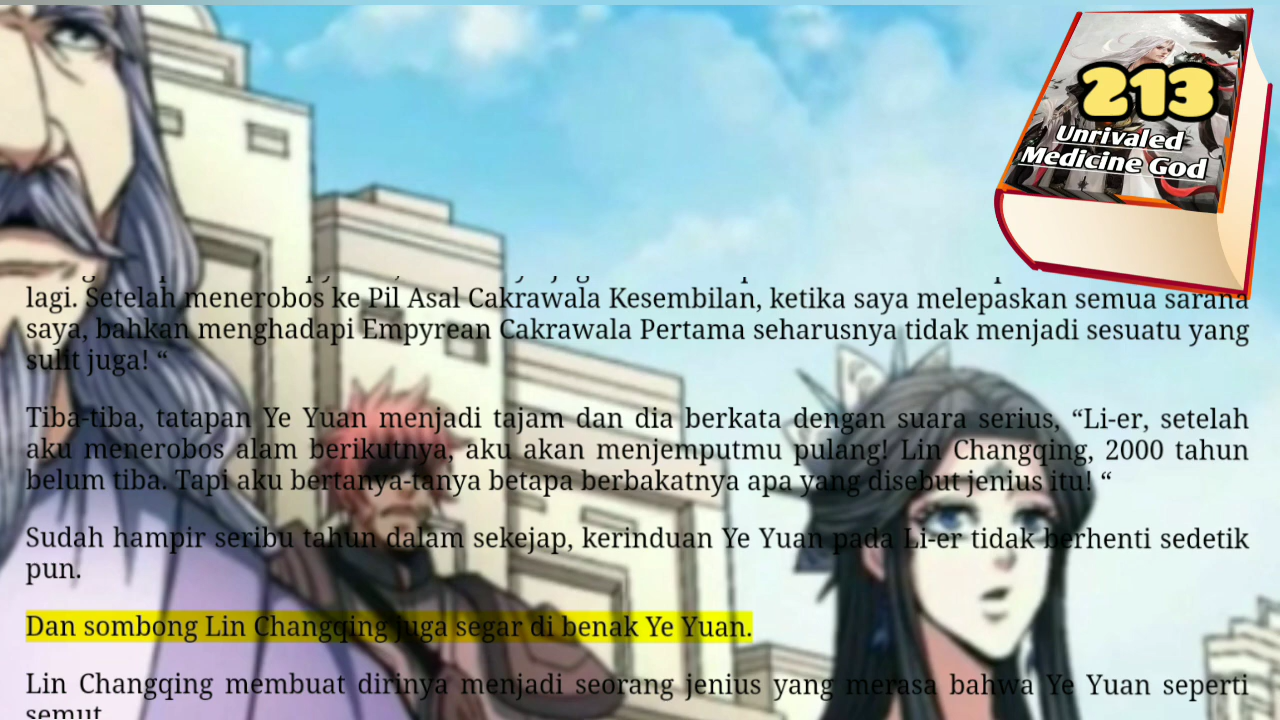 213
Unrivaled
Medicine God
lagi. Setelah menerobos ke Pil Asal Cakrawala Kesembilan, ketika saya melepaskan semua sarana
saya, bahkan menghadapi Empyrean Cakrawala Pertama seharusnya tidak menjadi sesuatu yang
sulit juga! “
Tiba-tiba, tatapan Ye Yuan menjadi tajam dan dia berkata dengan suara serius, “Li-er, setelah
aku menerobos alam berikutnya, aku akan menjemputmu pulang! Lin Changqing, 2000 tahun
belum tiba. Tapi aku bertanya-tanya betapa berbakatnya apa yang disebut jenius itu! “
Sudah hampir seribu tahun dalam sekejap, kerinduan Ye Yuan pada Li-er tidak berhenti sedetik
pun.
Dan sombong Lin Changqing juga segar di benak Ye Yuan.
Lin Changqing membuat dirinya menjadi seorang jenius yang merasa bahwa Ye Yuan seperti
semut